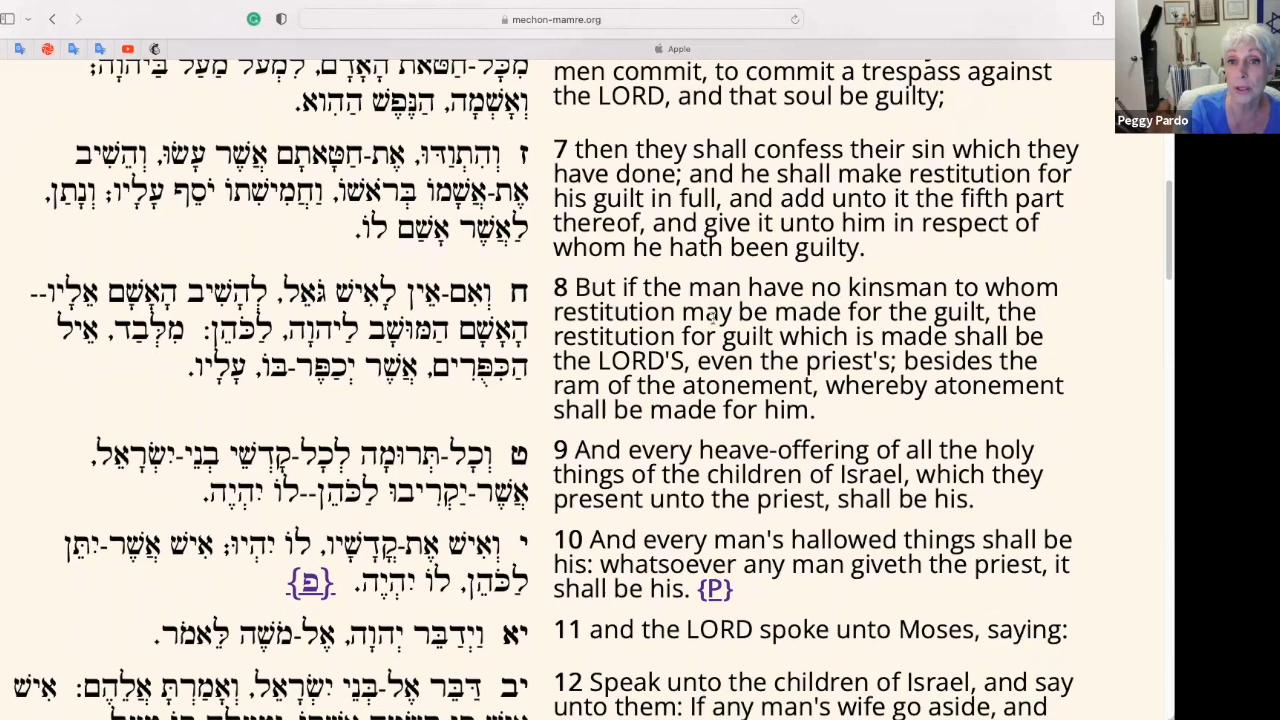 mechon-mamre.org
Apple
Peggy Pardo
מִכָּל-חַטֹּאת הָאָדָם, לִמְעֹל מַעַל בַּיהוָה;
וְאָשְׁמָה, הַנֶּפֶשׁ הַהִוא.
men commit, to commit a trespass against
the LORD, and that soul be guilty;
ז וְהִתְוַדּוּ, אֶת-חַטָּאתָם אֲשֶׁר עָשׂוּ, וְהֵשִׁיב
אֶת-אֲשָׁמוֹ בְּרֹאשׁוֹ, וַחֲמִישִׁתוֹ יֹסֵף עָלָיו; וְנָתַן,
לַאֲשֶׁר אָשַׁם לוֹ.
7 then they shall confess their sin which they
have done; and he shall make restitution for
his guilt in full, and add unto it the fifth part
thereof, and give it unto him in respect of
whom he hath been guilty.
ח וְאִם-אֵין לָאִישׁ גֹּאֵל, לְהָשִׁיב הָאָשָׁם אֵלָיו--
הָאָשָׁם הַמּוּשָׁב לַיהוָה, לַכֹּהֵן: מִלְּבַד, אֵיל
הַכִּפֻּרִים, אֲשֶׁר יְכַפֶּר-בּוֹ, עָלָיו.
8 But if the man have no kinsman to whom
restitution may be made for the guilt, the
restitution for guilt which is made shall be
the LORD'S, even the priest's; besides the
ram of the atonement, whereby atonement
shall be made for him.
ט וְכָל-תְּרוּמָה לְכָל-קָדְשֵׁי בְנֵי-יִשְׂרָאֵל,
אֲשֶׁר-יַקְרִיבוּ לַכֹּהֵן--לוֹ יִהְיֶה.
9 And every heave-offering of all the holy
things of the children of Israel, which they
present unto the priest, shall be his.
י וְאִישׁ אֶת-קֳדָשָׁיו, לוֹ יִהְיוּ; אִישׁ אֲשֶׁר-יִתֵּן
לַכֹּהֵן, לוֹ יִהְיֶה. {פ}
10 And every man's hallowed things shall be
his: whatsoever any man giveth the priest, it
shall be his. {P}
יא וַיְדַבֵּר יְהוָה, אֶל-מֹשֶׁה לֵּאמֹר.
11 and the LORD spoke unto Moses, saying:
יב דַּבֵּר אֶל-בְּנֵי יִשְׂרָאֵל, וְאָמַרְתָּ אֲלֵהֶם: אִישׁ
12 Speak unto the children of Israel, and say
unto them: If any man's wife go aside, and